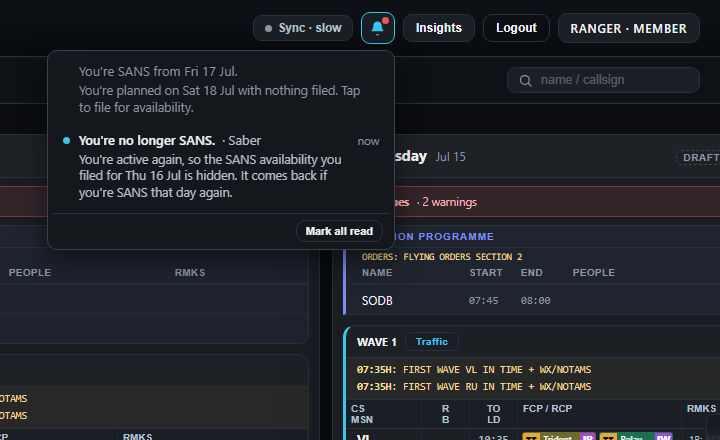 Sync · slow
Insights
Logout
RANGER · MEMBER
name / callsign
You're SANS from Fri 17 Jul.
You're planned on Sat 18 Jul with nothing filed. Tap
to file for availability.
You're no longer SANS. · Saber
now
You're active again, so the SANS availability you
filed for Thu 16 Jul is hidden. It comes back if
you're SANS that day again.
Mark all read
sday Jul 15
DRAFT
ues · 2 warnings
ON PROGRAMME
ORDERS: FLYING ORDERS SECTION 2
NAME START END PEOPLE
SODB 07:45 08:00
PEOPLE RMKS
WAVE 1 Traffic
07:35H: FIRST WAVE VL IN TIME + WX/NOTAMS
07:35H: FIRST WAVE RU IN TIME + WX/NOTAMS
OTAMS
OTAMS
CS R TO FCP / RCP RMKS
MSN B LD
CP RMKS
VL 10:35 Trident Relay